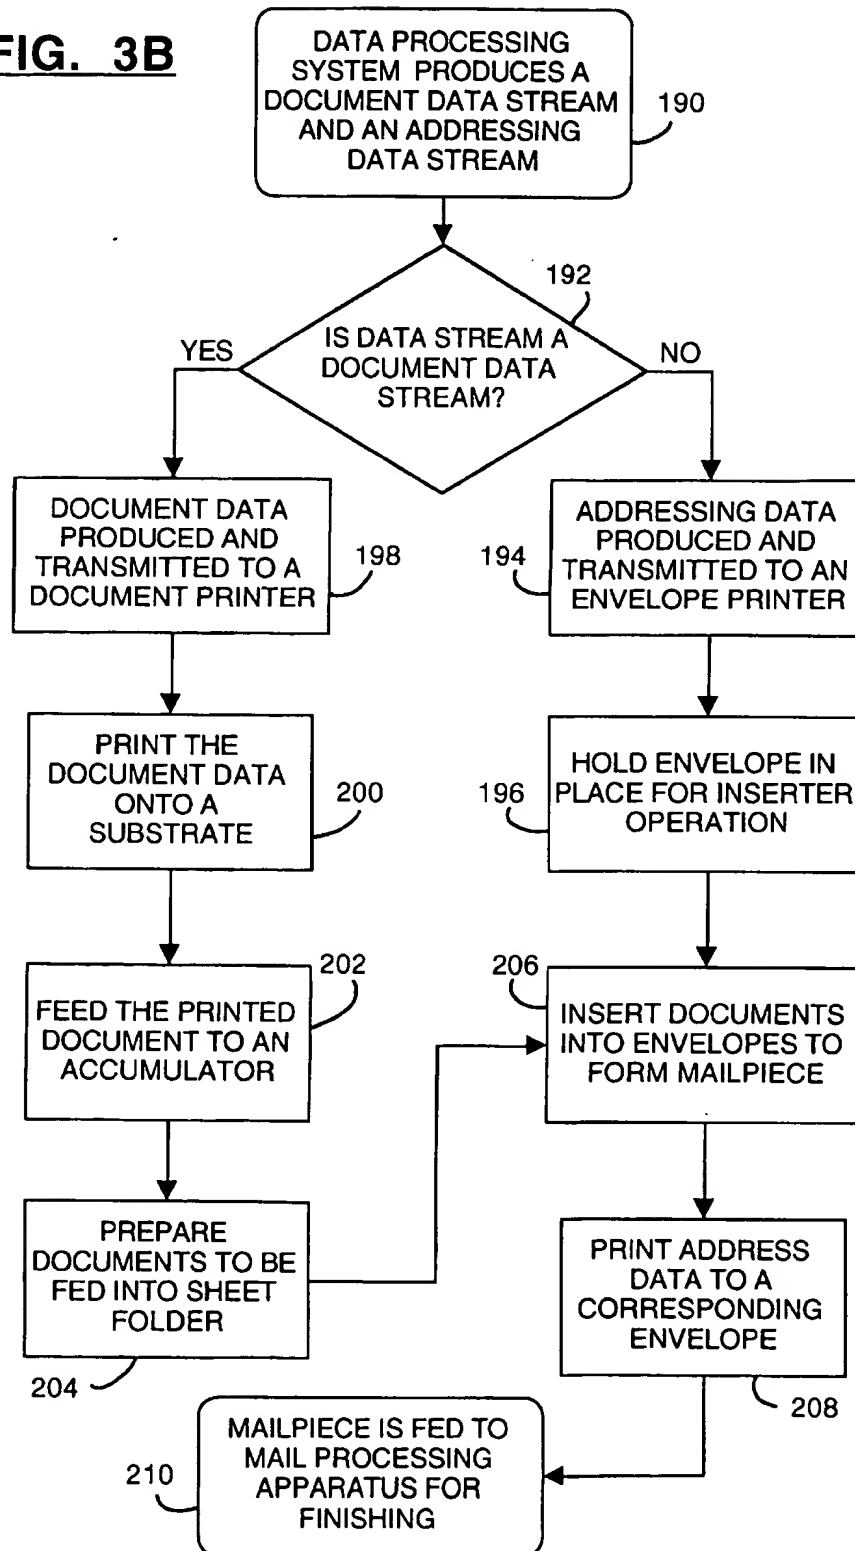 FIG. 3B
DATA PROCESSING
SYSTEM PRODUCES A
DOCUMENT DATA STREAM
AND AN ADDRESSING
DATA STREAM
190
192
IS DATA STREAM A
DOCUMENT DATA
STREAM?
YES
NO
DOCUMENT DATA
PRODUCED AND
TRANSMITTED TO A
DOCUMENT PRINTER
198
194
ADDRESSING DATA
PRODUCED AND
TRANSMITTED TO AN
ENVELOPE PRINTER
PRINT THE
DOCUMENT DATA
ONTO A
SUBSTRATE
200
196
HOLD ENVELOPE IN
PLACE FOR INSERTER
OPERATION
FEED THE PRINTED
DOCUMENT TO AN
ACCUMULATOR
202
206
INSERT DOCUMENTS
INTO ENVELOPES TO
FORM MAILPIECE
PREPARE
DOCUMENTS TO BE
FED INTO SHEET
FOLDER
204
PRINT ADDRESS
DATA TO A
CORRESPONDING
ENVELOPE
208
MAILPIECE IS FED TO
MAIL PROCESSING
APPARATUS FOR
FINISHING
210